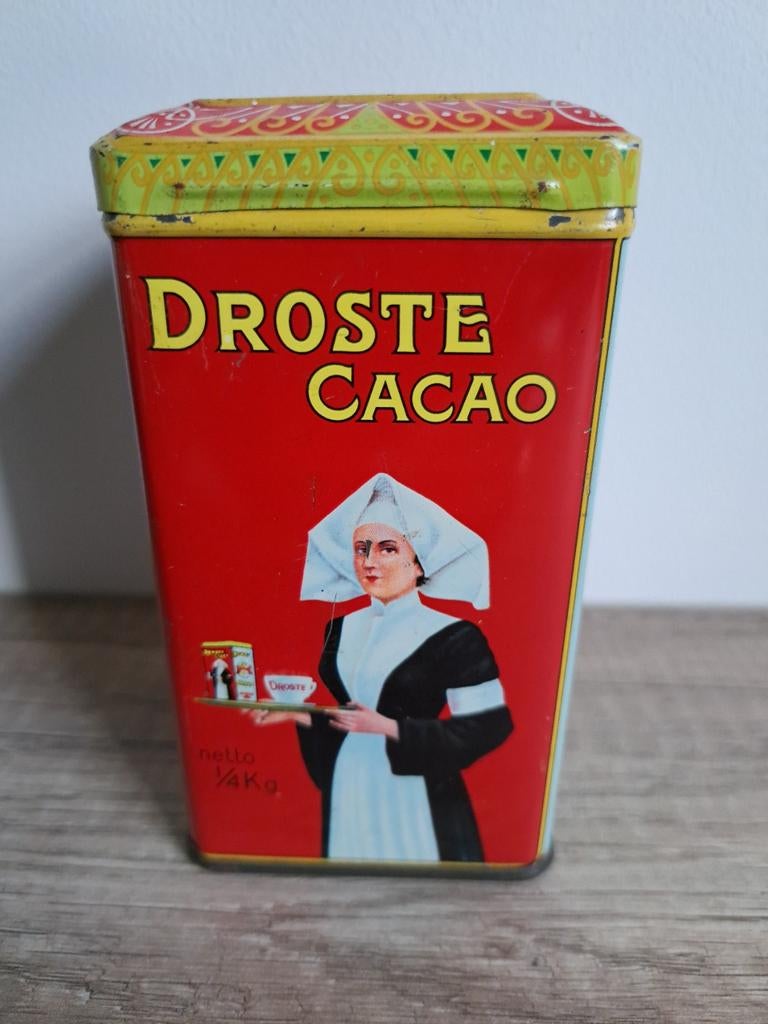 DROSTE
CACAO
DROSTE
netto
1/4 Kg